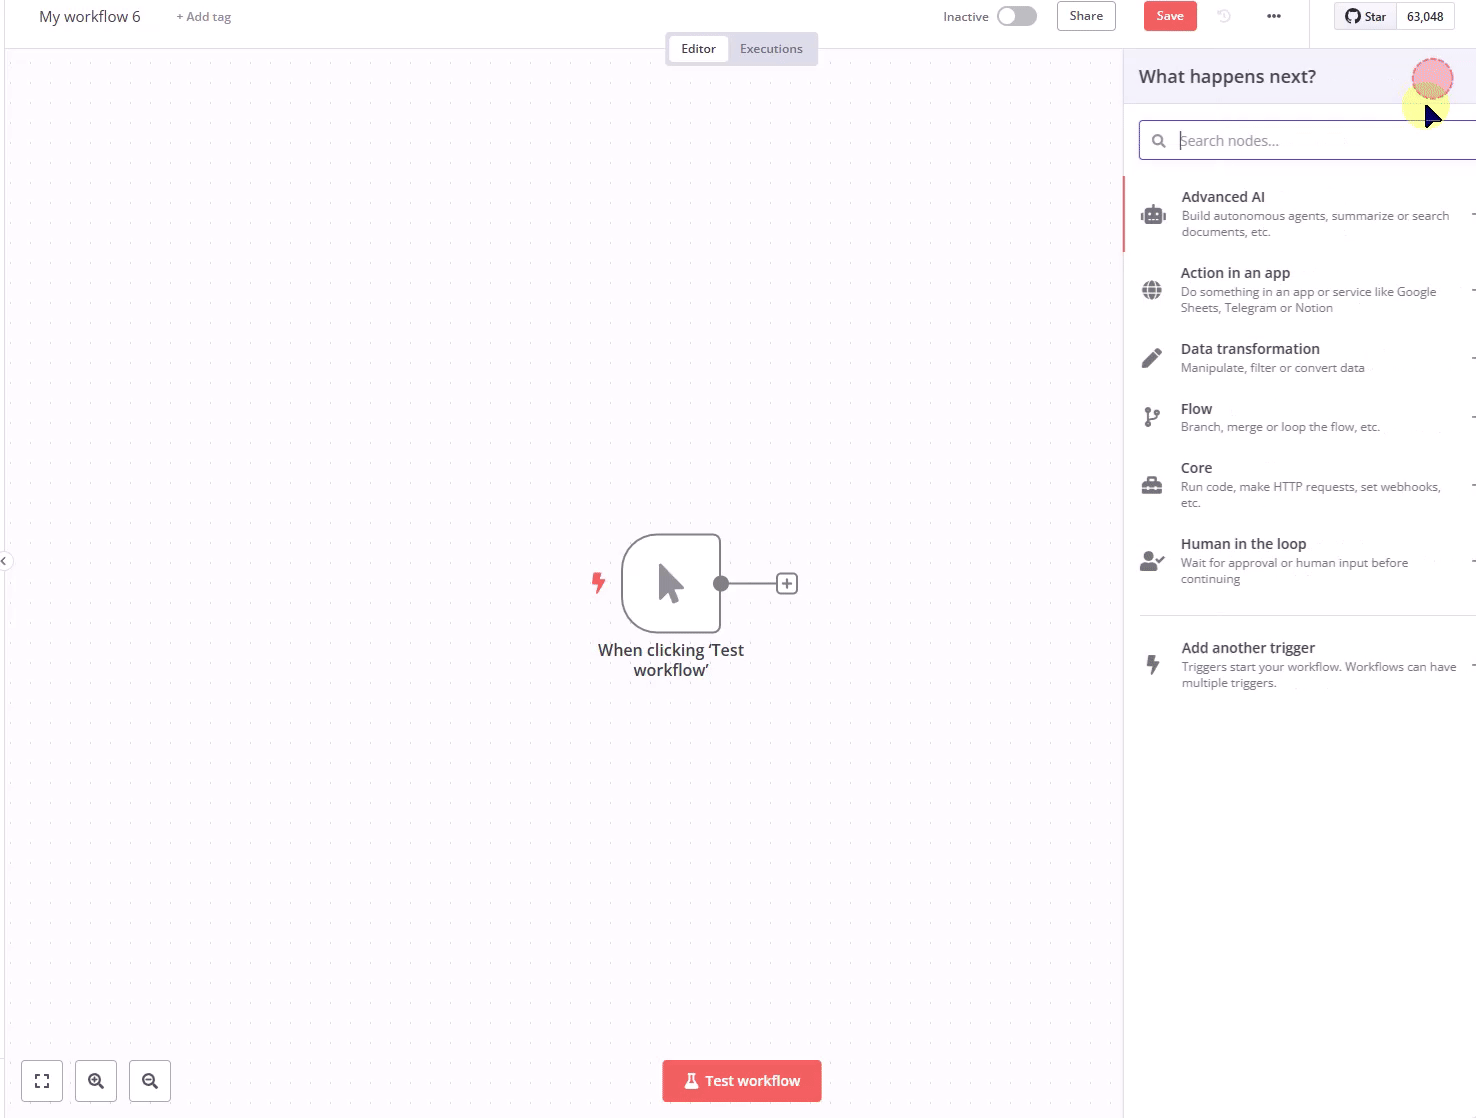 My workflow 6
+ Add tag
Inactive
Share
Save
Star
63,048
Editor
Executions
What happens next?
Search nodes...
Advanced AI
Build autonomous agents, summarize or search
documents, etc.
Action in an app
Do something in an app or service like Google
Sheets, Telegram or Notion
Data transformation
Manipulate, filter or convert data
Flow
Branch, merge or loop the flow, etc.
Core
Run code, make HTTP requests, set webhooks,
etc.
Human in the loop
Wait for approval or human input before
continuing
Add another trigger
Triggers start your workflow. Workflows can have
multiple triggers.
When clicking ‘Test
workflow’
Test workflow